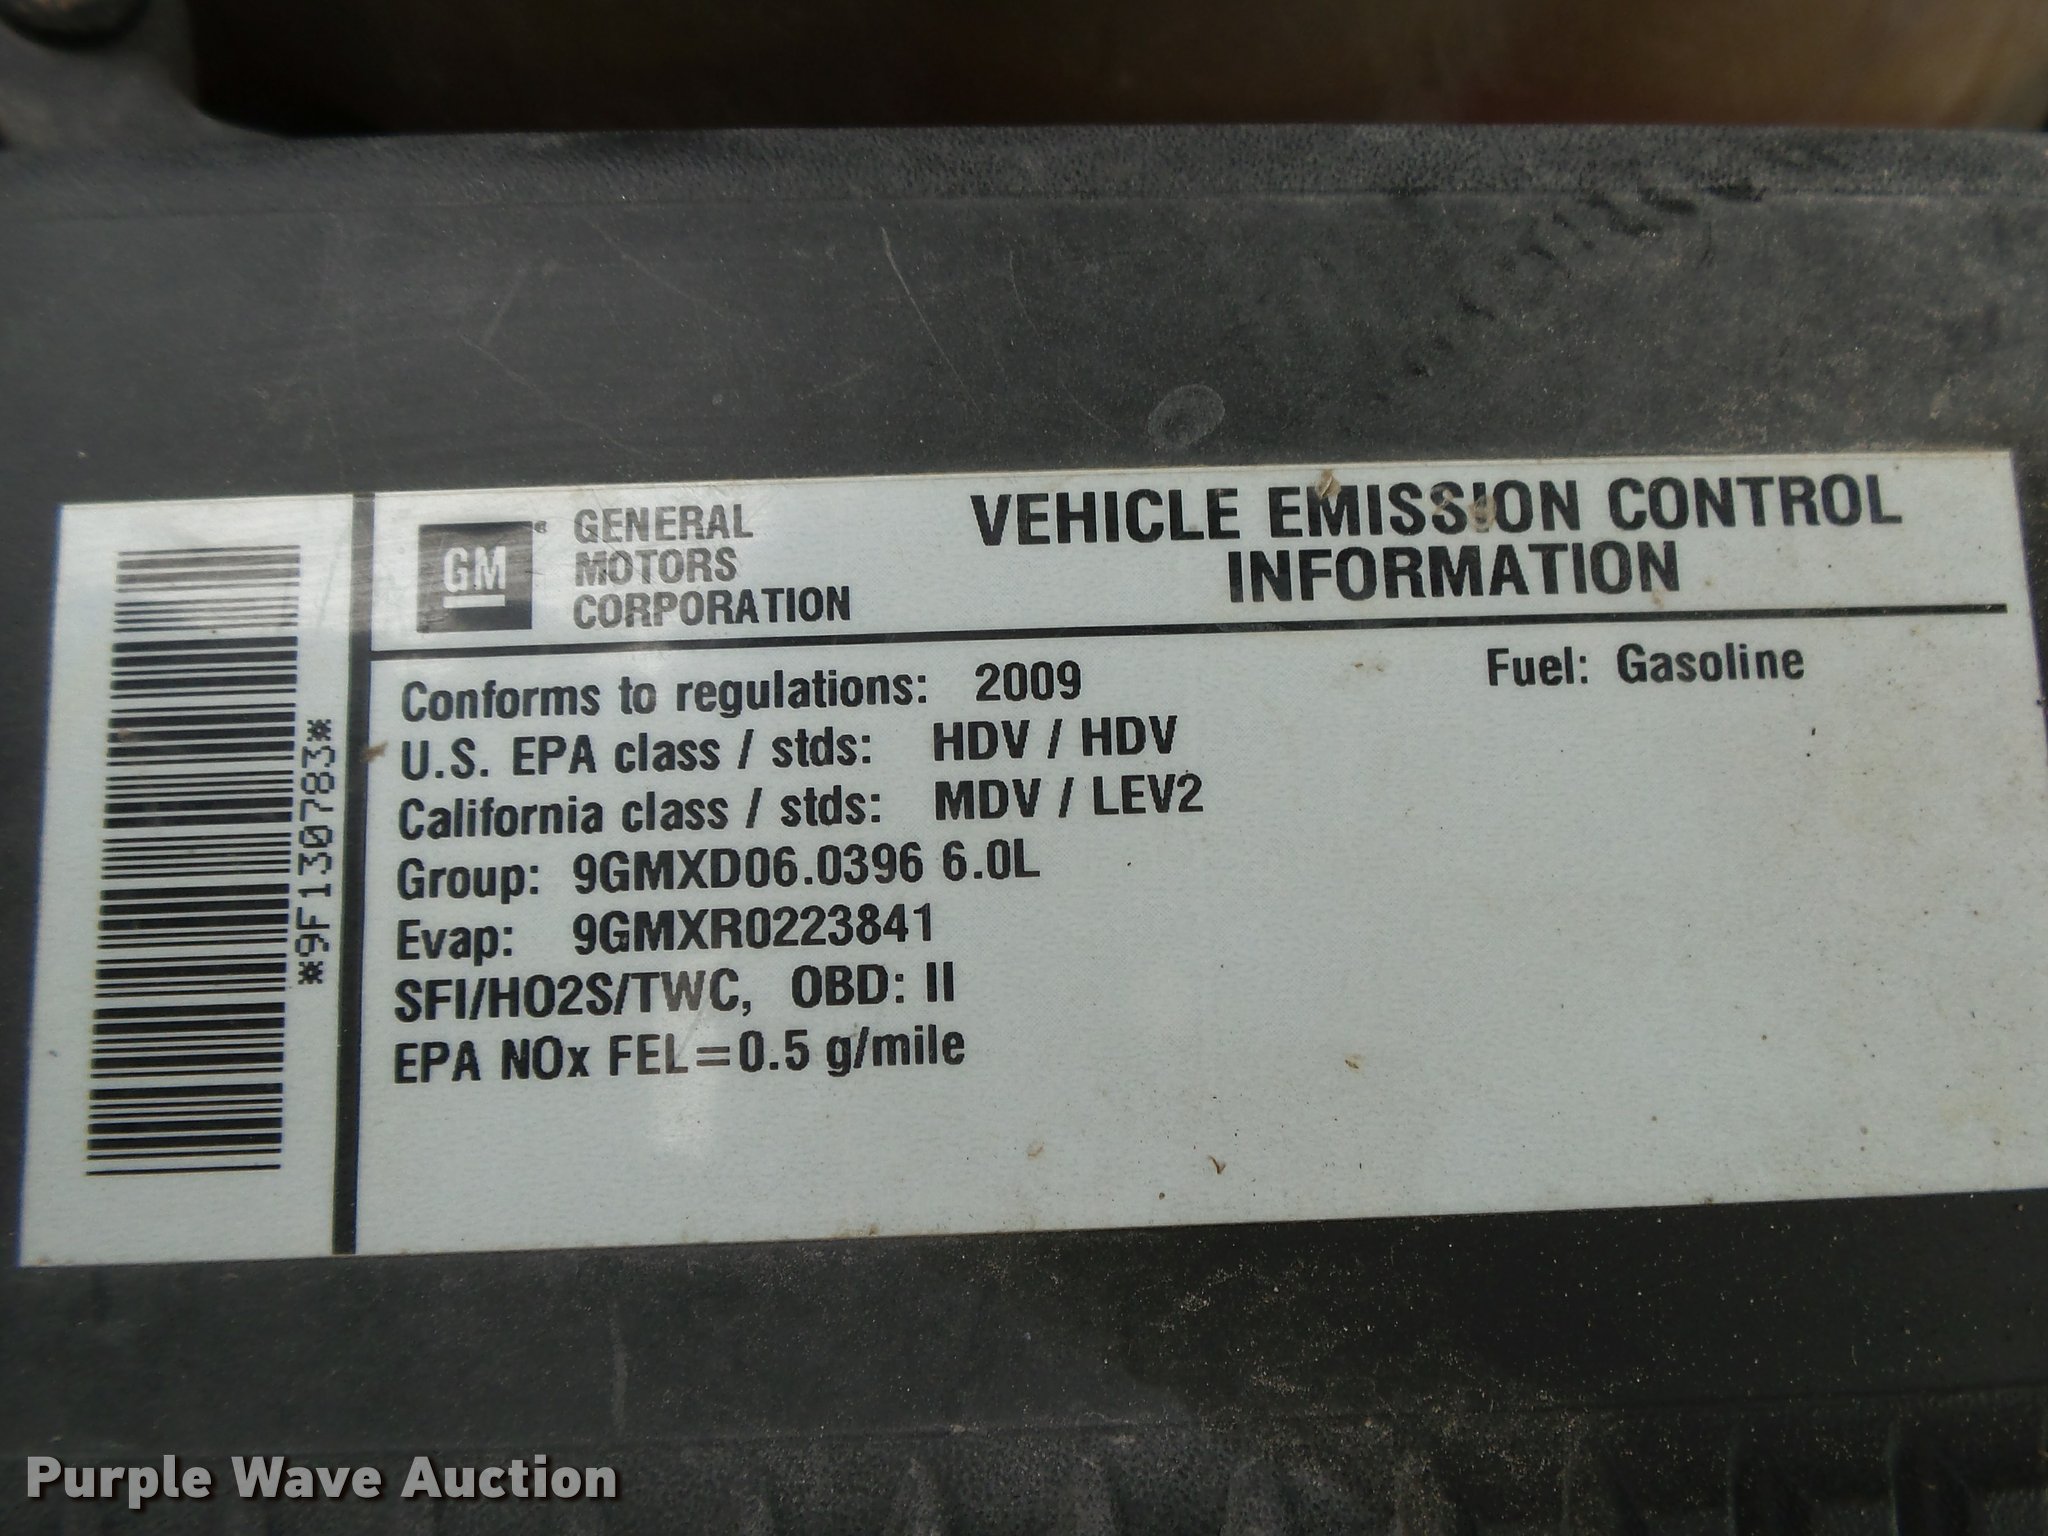 *9F130783*
GM®
GENERAL
MOTORS
CORPORATION
VEHICLE EMISSION CONTROL
INFORMATION
Conforms to regulations: 2009
Fuel: Gasoline
U.S. EPA class / stds: HDV / HDV
California class / stds: MDV / LEV2
Group: 9GMXD06.0396 6.0L
Evap: 9GMXR0223841
SFI/HO2S/TWC, OBD: II
EPA NOx FEL=0.5 g/mile
Purple Wave Auction